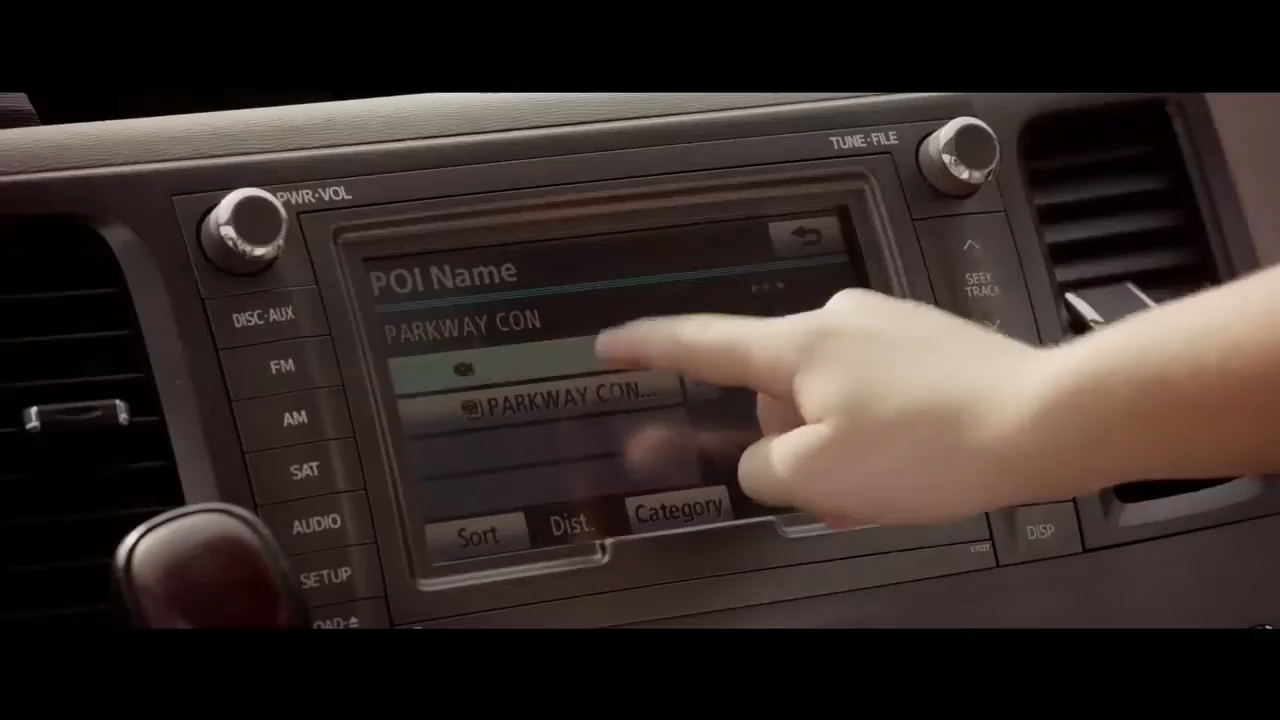 TUNE·FILE
PWR·VOL
POI Name
SEEK
TRACK
DISC·AUX
PARKWAY CON
FM
PARKWAY CON...
AM
SAT
Sort
Dist.
Category
AUDIO
DISP
SETUP